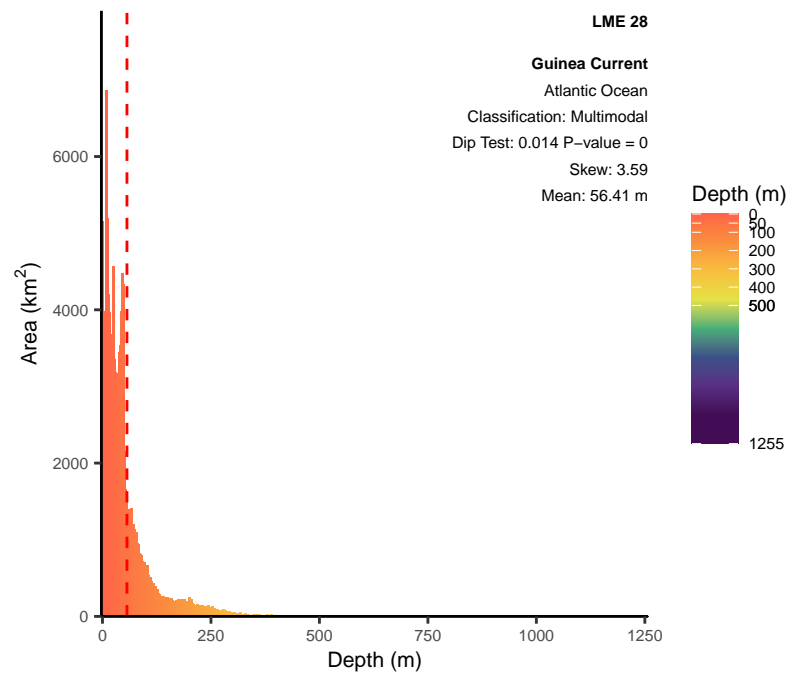 LME 28
Guinea Current
Atlantic Ocean
Classification: Multimodal
Dip Test: 0.014 P−value = 0
Skew: 3.59
Mean: 56.41 m
Area (km²)
6000
4000
2000
0
0 250 500 750 1000 1250
Depth (m)
Depth (m)
0
50
100
200
300
400
500
1255